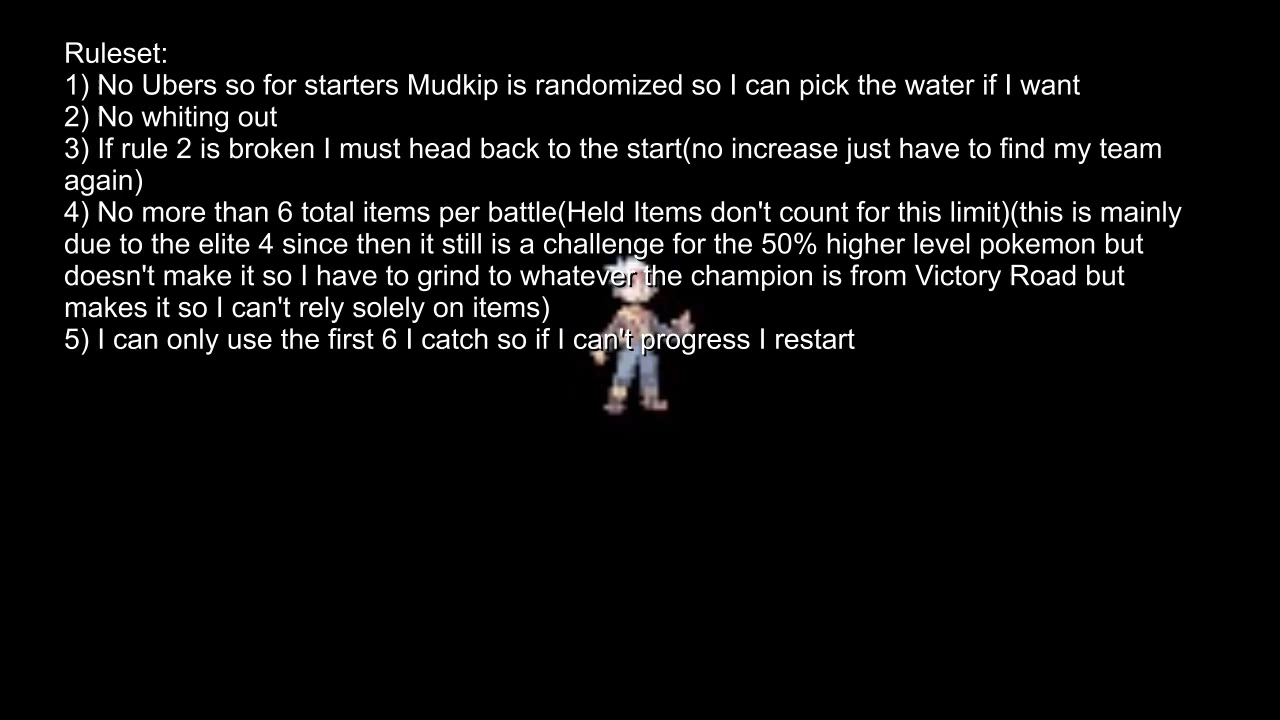 Ruleset:
1) No Ubers so for starters Mudkip is randomized so I can pick the water if I want
2) No whiting out
3) If rule 2 is broken I must head back to the start(no increase just have to find my team
again)
4) No more than 6 total items per battle(Held Items don't count for this limit)(this is mainly
due to the elite 4 since then it still is a challenge for the 50% higher level pokemon but
doesn't make it so I have to grind to whatever the champion is from Victory Road but
makes it so I can't rely solely on items)
5) I can only use the first 6 I catch so if I can't progress I restart